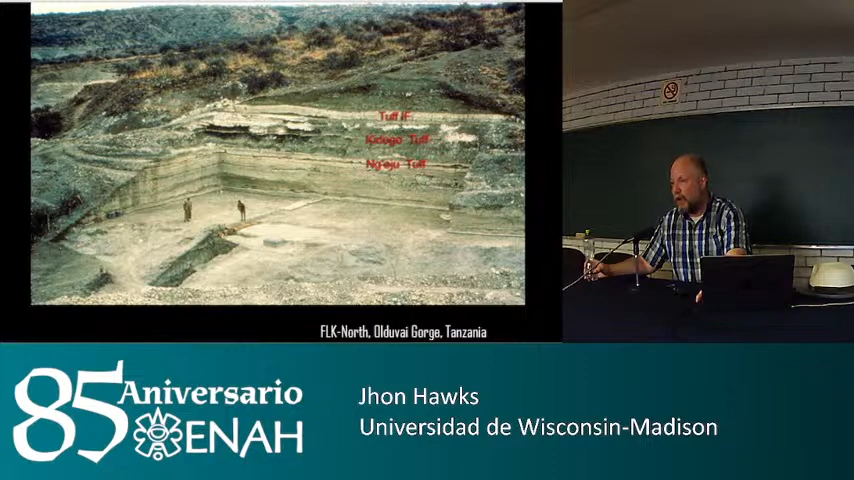 Tuff IF
Kidogo Tuff
Ng'eju Tuff
FLK-North, Olduvai Gorge, Tanzania
85 Aniversario
ENAH
Jhon Hawks
Universidad de Wisconsin-Madison